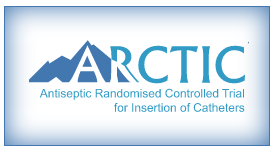 ARCTIC
Antiseptic Randomised Controlled Trial
for Insertion of Catheters